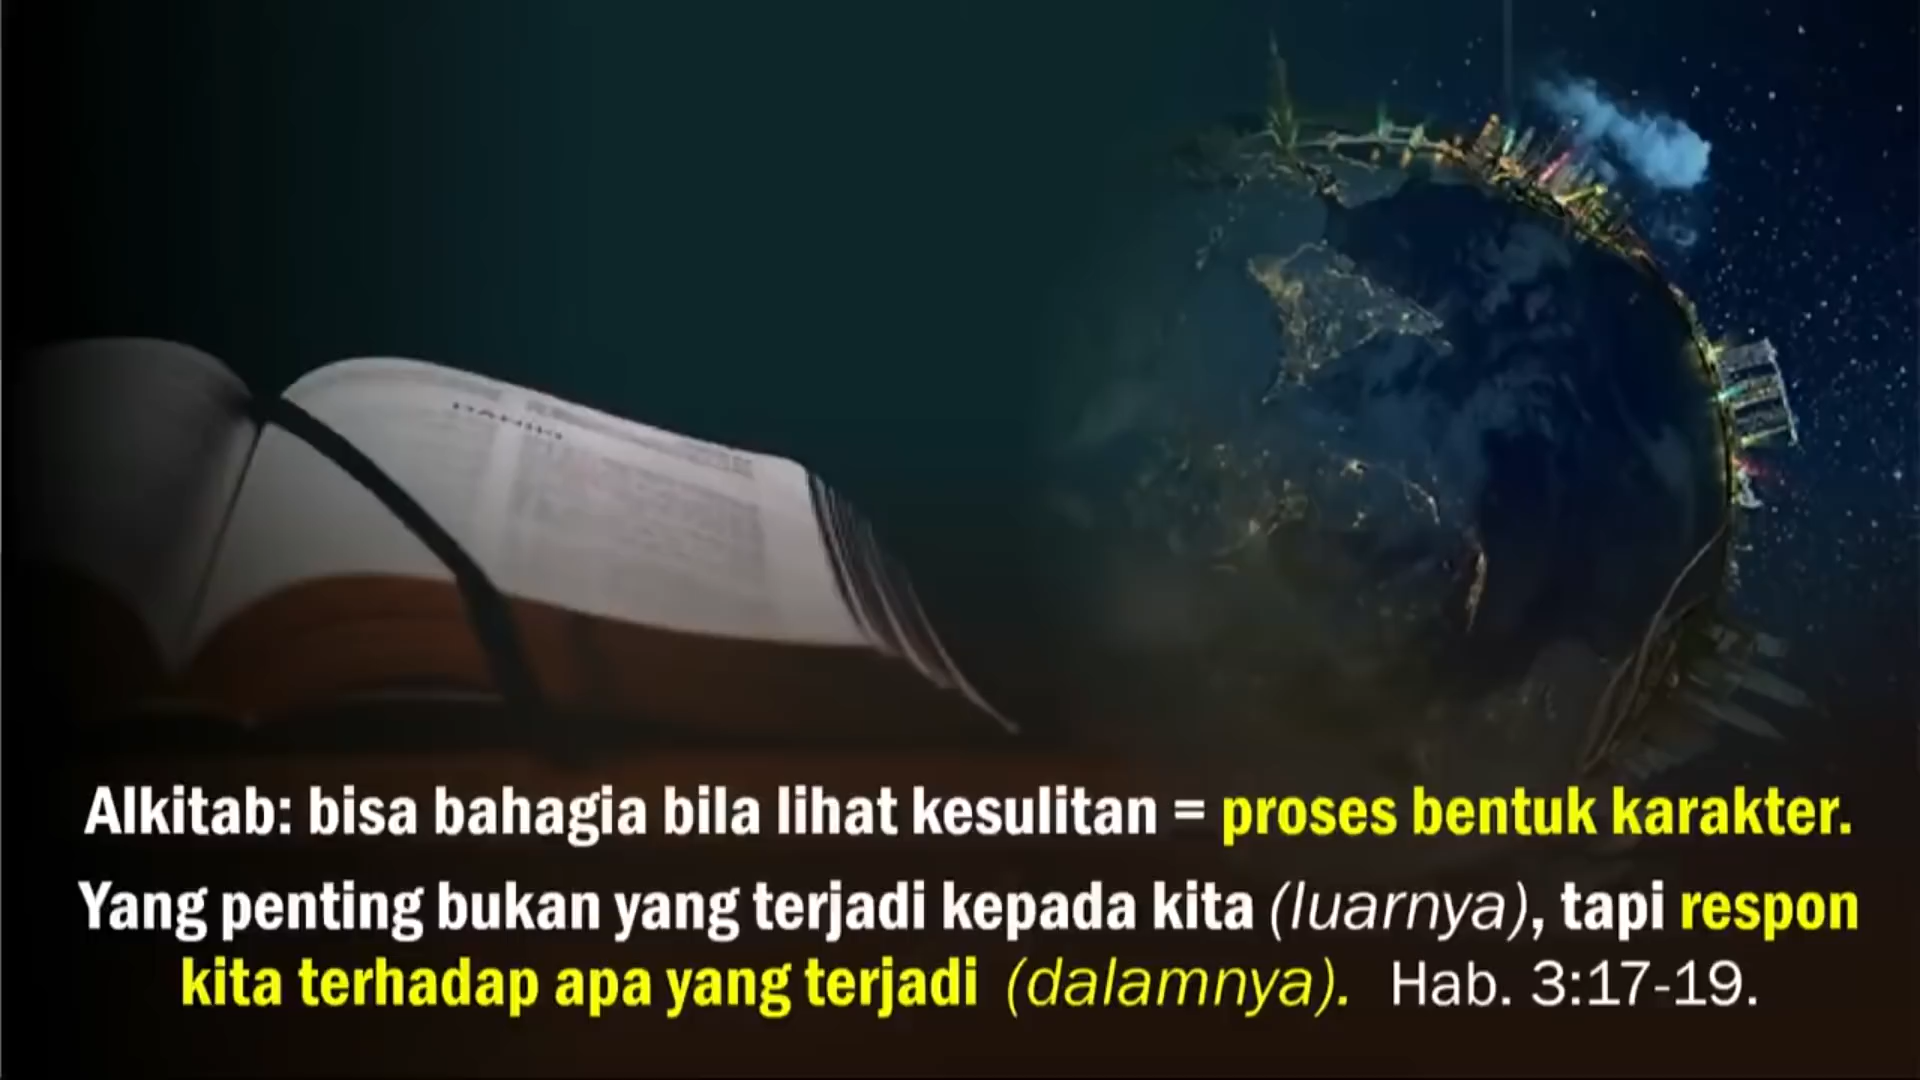 Alkitab: bisa bahagia bila lihat kesulitan = proses bentuk karakter.
Yang penting bukan yang terjadi kepada kita (luarnya), tapi respon
kita terhadap apa yang terjadi (dalamnya). Hab. 3:17-19.